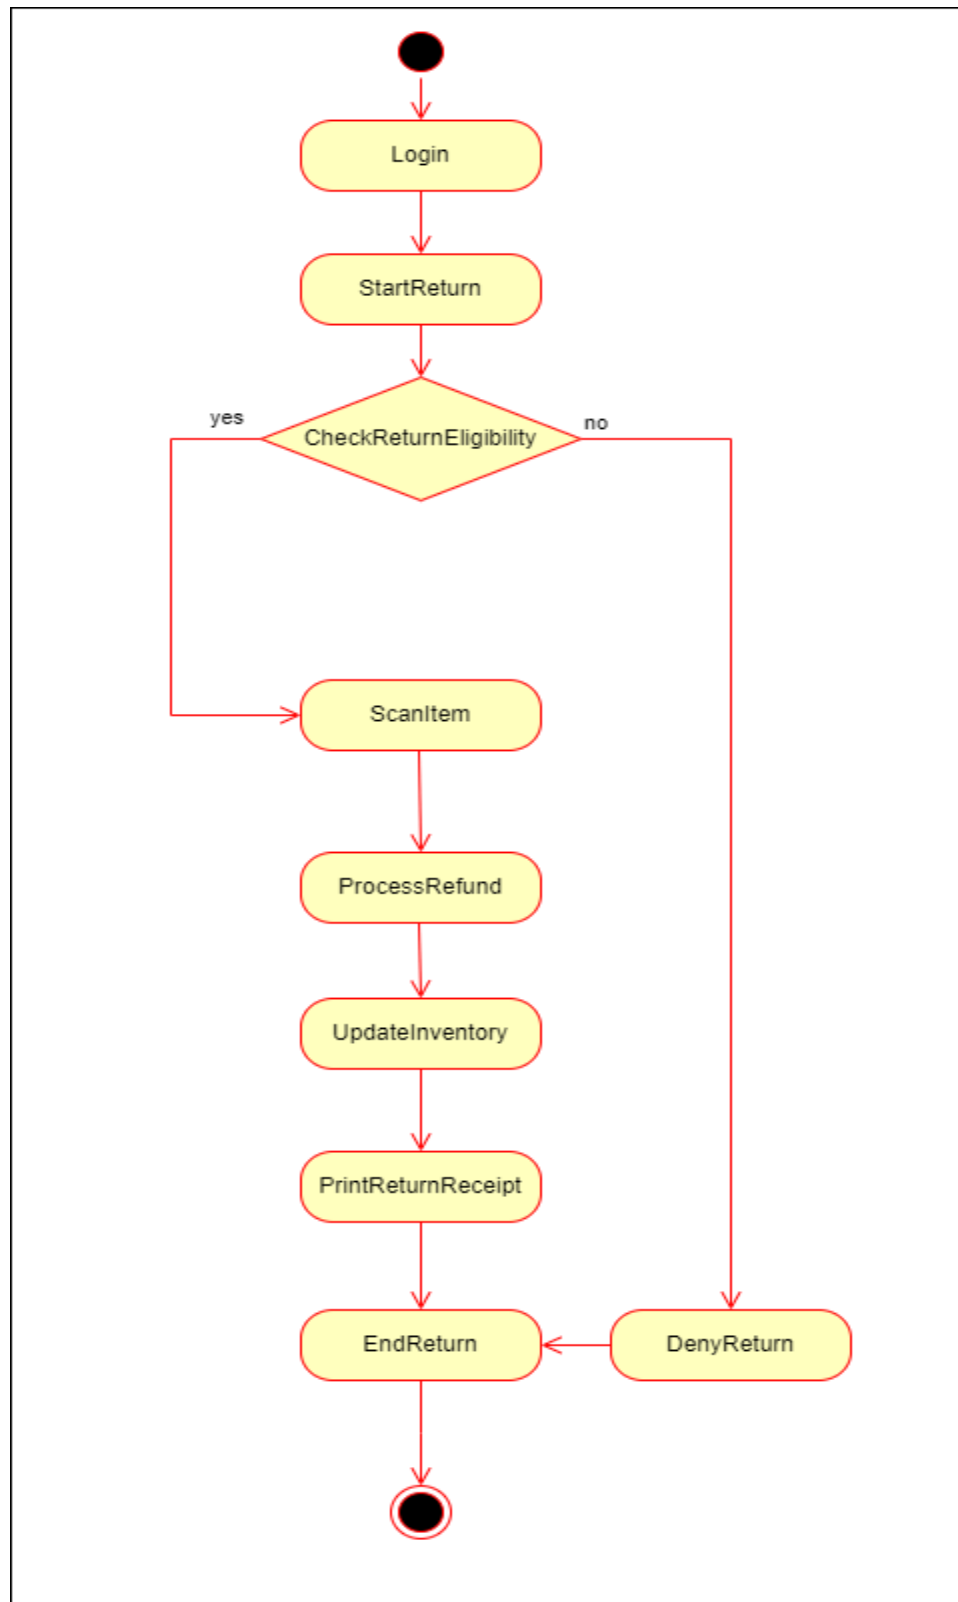 Login
StartReturn
yes
CheckReturnEligibility
no
ScanItem
ProcessRefund
UpdateInventory
PrintReturnReceipt
EndReturn
DenyReturn